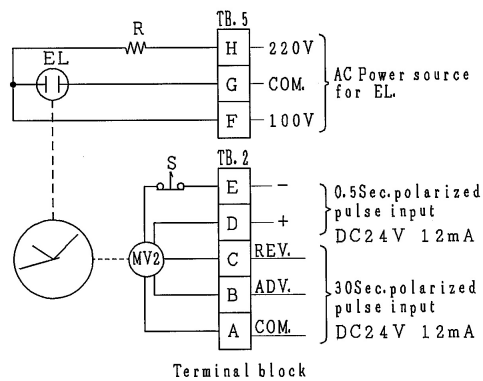 TB.5
R
H
220V
EL
G
COM.
AC Power source
for EL.
F
100V
TB.2
S
E
-
0.5Sec.polarized
pulse input
DC24V 12mA
D
+
MV2
C
REV.
B
ADV.
30Sec.polarized
pulse input
DC24V 12mA
A
COM.
Terminal block